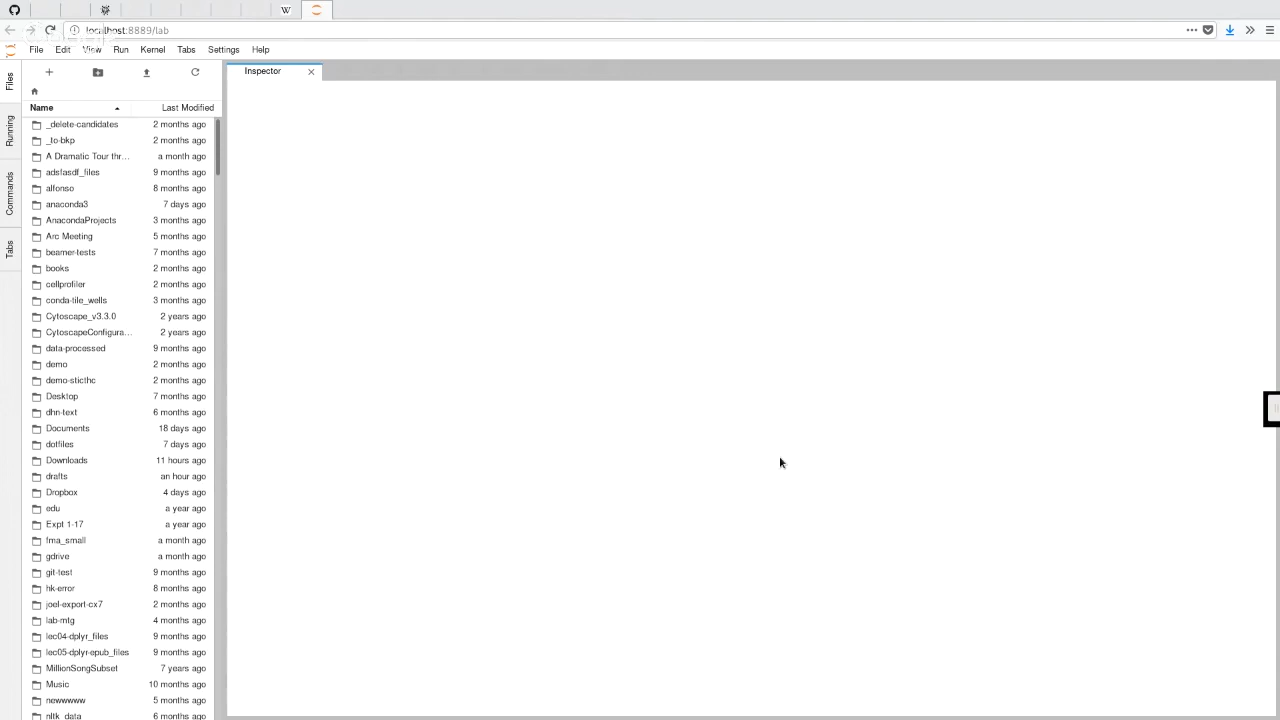 W
localhost:8889/lab
File Edit View Run Kernel Tabs Settings Help
Inspector
Files
Running
Commands
Tabs
Name Last Modified
_delete-candidates 2 months ago
_to-bkp 2 months ago
A Dramatic Tour thr... a month ago
adsfasdf_files 9 months ago
alfonso 8 months ago
anaconda3 7 days ago
AnacondaProjects 3 months ago
Arc Meeting 5 months ago
beamer-tests 7 months ago
books 2 months ago
cellprofiler 2 months ago
conda-tile_wells 3 months ago
Cytoscape_v3.3.0 2 years ago
CytoscapeConfigura... 2 years ago
data-processed 9 months ago
demo 2 months ago
demo-sticthc 2 months ago
Desktop 7 months ago
dhn-text 6 months ago
Documents 18 days ago
dotfiles 7 days ago
Downloads 11 hours ago
drafts an hour ago
Dropbox 4 days ago
edu a year ago
Expt 1-17 a year ago
fma_small a month ago
gdrive a month ago
git-test 9 months ago
hk-error 8 months ago
joel-export-cx7 2 months ago
lab-mtg 4 months ago
lec04-dplyr_files 9 months ago
lec05-dplyr-epub_files 9 months ago
MillionSongSubset 7 years ago
Music 10 months ago
newwwww 5 months ago
nltk_data 6 months ago